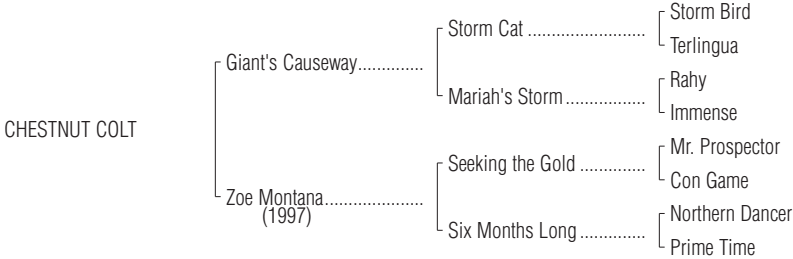 Storm Bird
Storm Cat ........................
Terlingua
Giant's Causeway..............
Rahy
Mariah's Storm.................
Immense
CHESTNUT COLT
Mr. Prospector
Seeking the Gold ..............
Con Game
Zoe Montana.....................
(1997)
Northern Dancer
Six Months Long ..............
Prime Time